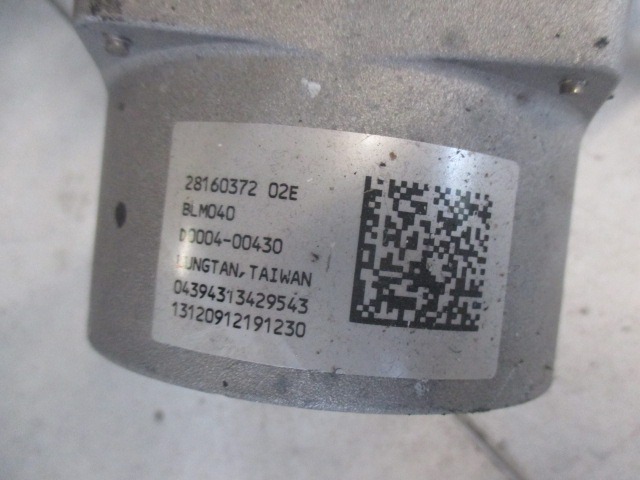 28160372 02E
BLM040
D0004-00430
LUNGTAN, TAIWAN
04394313429543
13120912191230